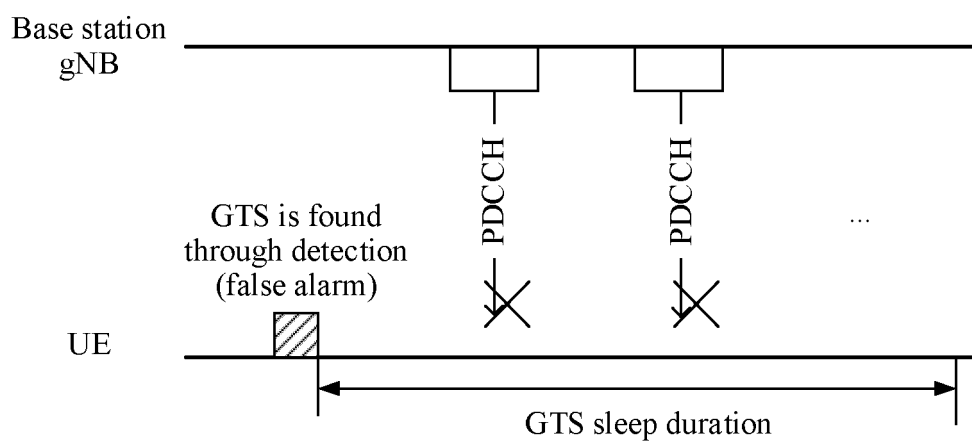 Base station
gNB
PDCCH
PDCCH
GTS is found
through detection
(false alarm)
...
UE
GTS sleep duration